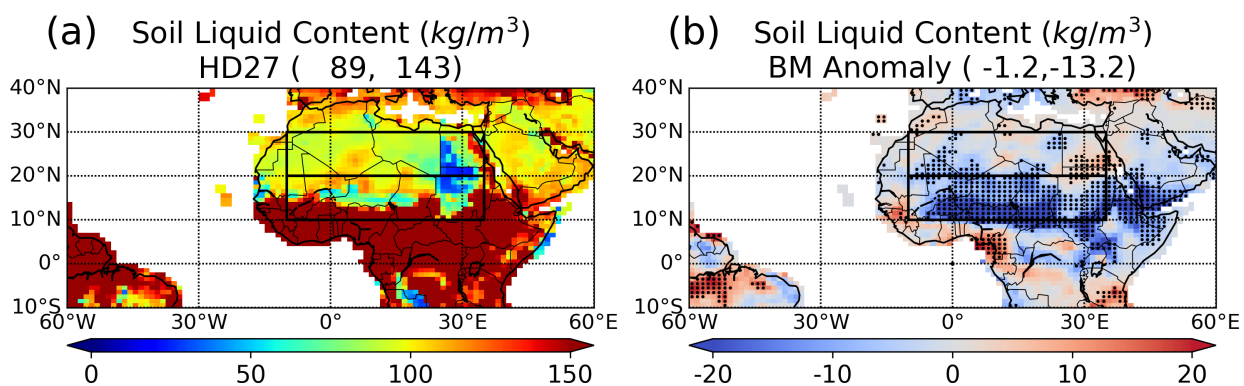 (a) Soil Liquid Content (kg/m³)
HD27 (   89,  143)
40°N
30°N
20°N
10°N
0°
10°S
60°W 30°W 0° 30°E 60°E
0 50 100 150
(b) Soil Liquid Content (kg/m³)
BM Anomaly ( -1.2,-13.2)
40°N
30°N
20°N
10°N
0°
10°S
60°W 30°W 0° 30°E 60°E
-20 -10 0 10 20